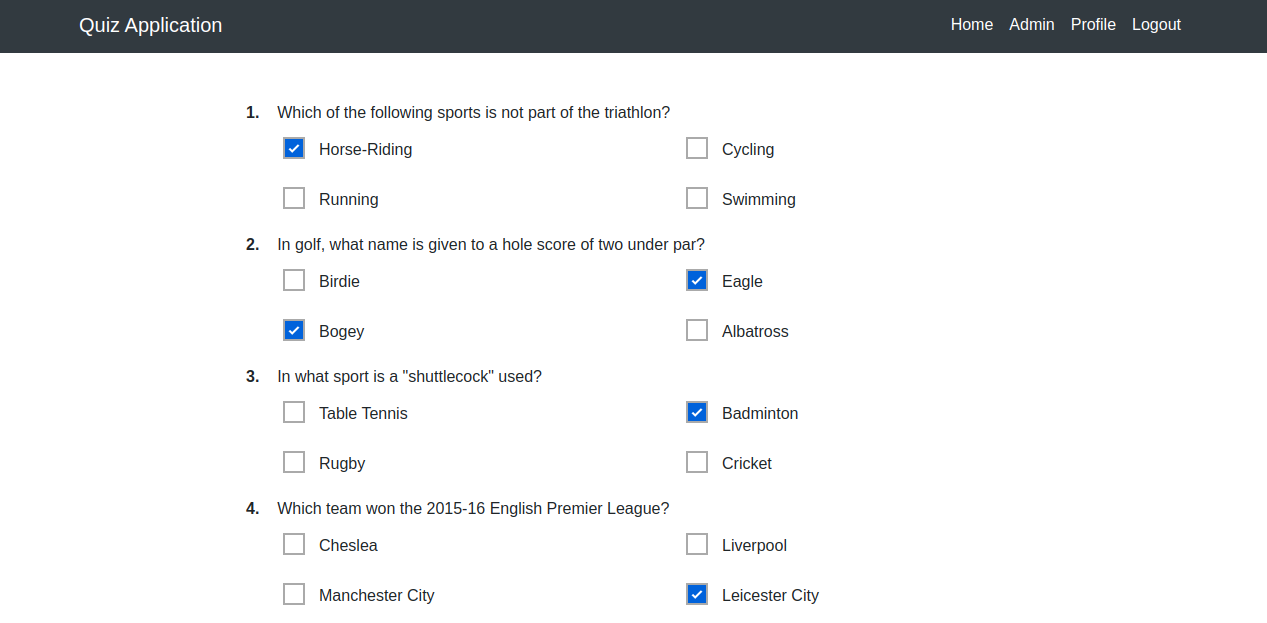 Quiz Application Home Admin Profile Logout
1. Which of the following sports is not part of the triathlon?
Horse-Riding Cycling
Running Swimming
2. In golf, what name is given to a hole score of two under par?
Birdie Eagle
Bogey Albatross
3. In what sport is a "shuttlecock" used?
Table Tennis Badminton
Rugby Cricket
4. Which team won the 2015-16 English Premier League?
Cheslea Liverpool
Manchester City Leicester City